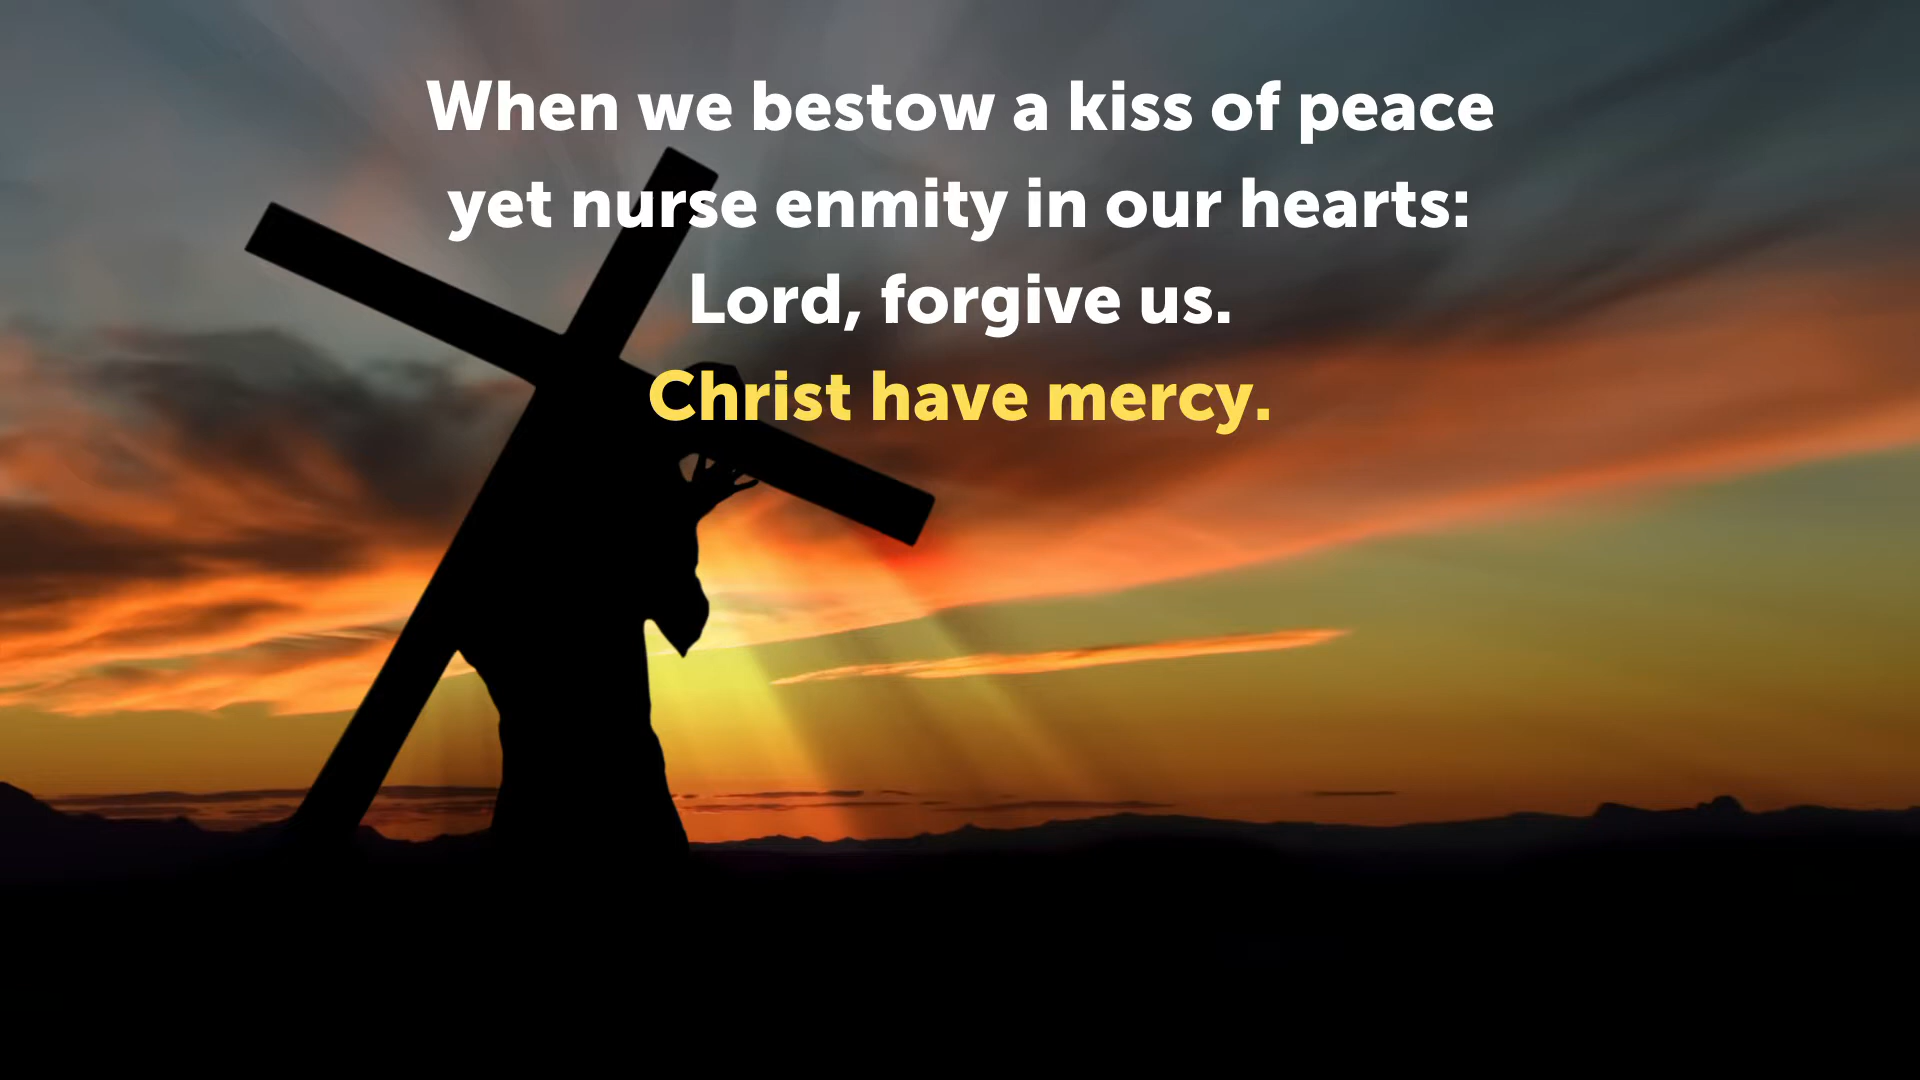 When we bestow a kiss of peace
yet nurse enmity in our hearts:
Lord, forgive us.
Christ have mercy.